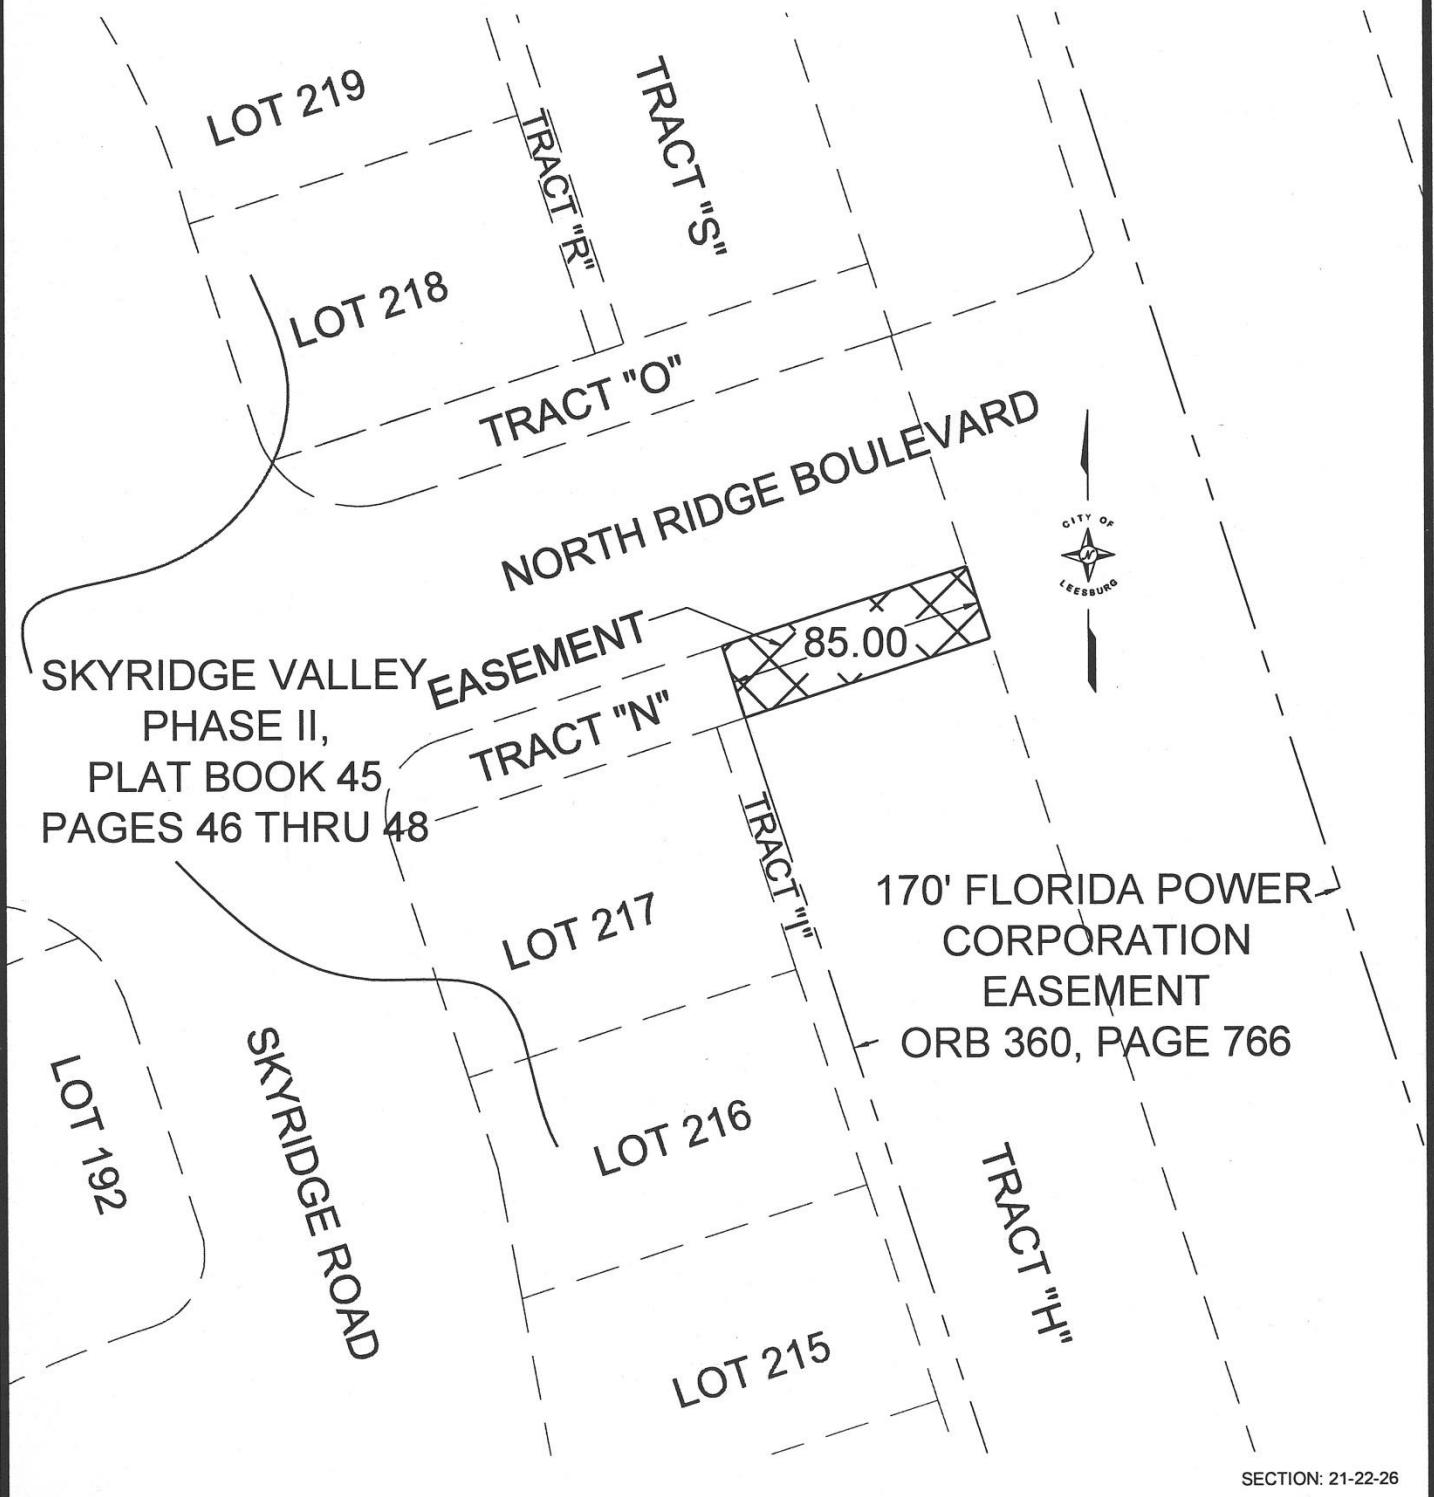 LOT 219
TRACT "R"
TRACT "S"
LOT 218
TRACT "O"
NORTH RIDGE BOULEVARD
CITY OF
N
LEESBURG
EASEMENT
85.00
SKYRIDGE VALLEY
PHASE II,
PLAT BOOK 45
PAGES 46 THRU 48
TRACT "N"
TRACT "I"
LOT 217
170' FLORIDA POWER
CORPORATION
EASEMENT
ORB 360, PAGE 766
LOT 192
SKYRIDGE ROAD
LOT 216
TRACT "H"
LOT 215
SECTION: 21-22-26